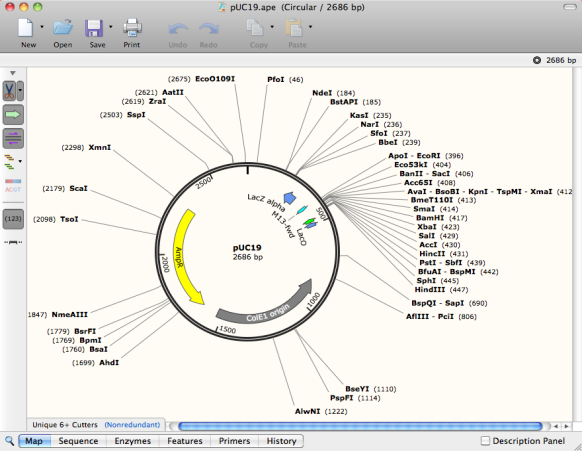 pUC19.ape (Circular / 2686 bp)
New Open Save Print Undo Redo Copy Paste
2686 bp
(2675) EcoO109I
PfoI (46)
(2621) AatII
NdeI (184)
(2619) ZraI
BstAPI (185)
(2503) SspI
KasI (235)
NarI (236)
SfoI (237)
BbeI (239)
(2298) XmnI
ApoI - EcoRI (396)
Eco53kI (404)
BanII - SacI (406)
Acc65I (408)
(2179) ScaI
AvaI - BsoBI - KpnI - TspMI - XmaI (412
BmeT110I (413)
SmaI (414)
(2098) TsoI
BamHI (417)
XbaI (423)
SalI (429)
AccI (430)
HincII (431)
PstI - SbfI (439)
BfuAI - BspMI (442)
SphI (445)
HindIII (447)
BspQI - SapI (690)
AflIII - PciI (806)
1847) NmeAIII
(1779) BsrFI
(1769) BpmI
(1760) BsaI
(1699) AhdI
BseYI (1110)
PspFI (1114)
AlwNI (1222)
2500
500
LacZ alpha
M13-fwd
LacO
pUC19
2686 bp
AmpR
2000
ColE1 origin
1000
1500
ACGT
(123)
Unique 6+ Cutters (Nonredundant)
Map Sequence Enzymes Features Primers History
Description Panel